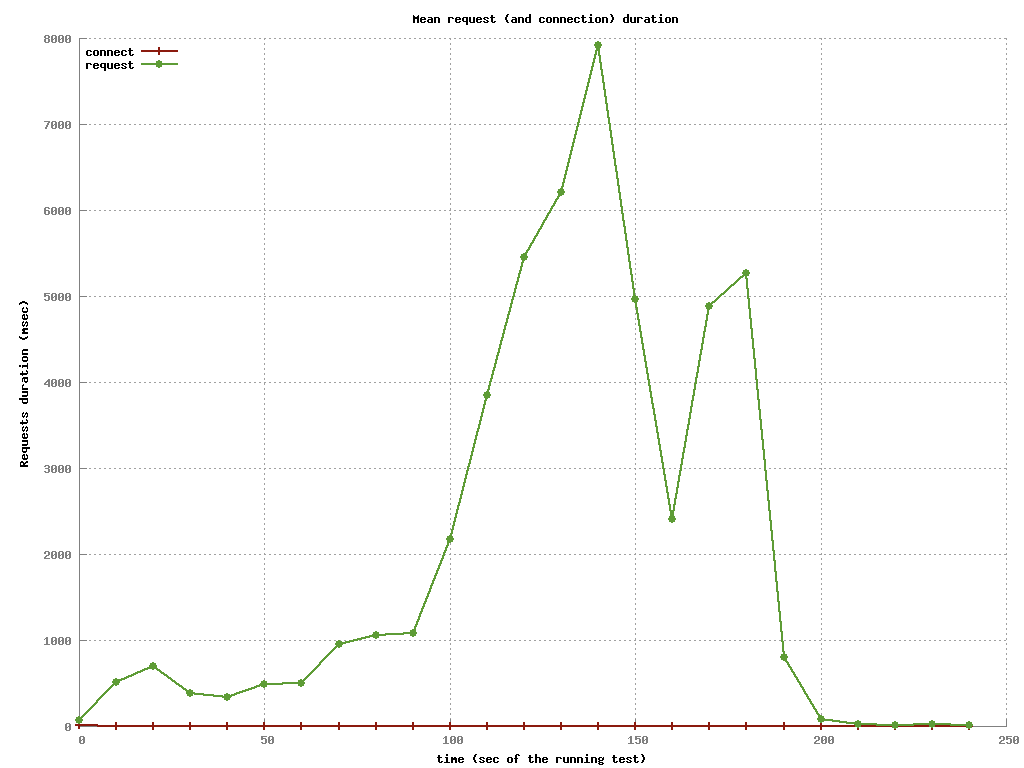 Mean request (and connection) duration
connect
request
8000
7000
6000
5000
4000
3000
2000
1000
0
Requests duration (msec)
0 50 100 150 200 250
time (sec of the running test)